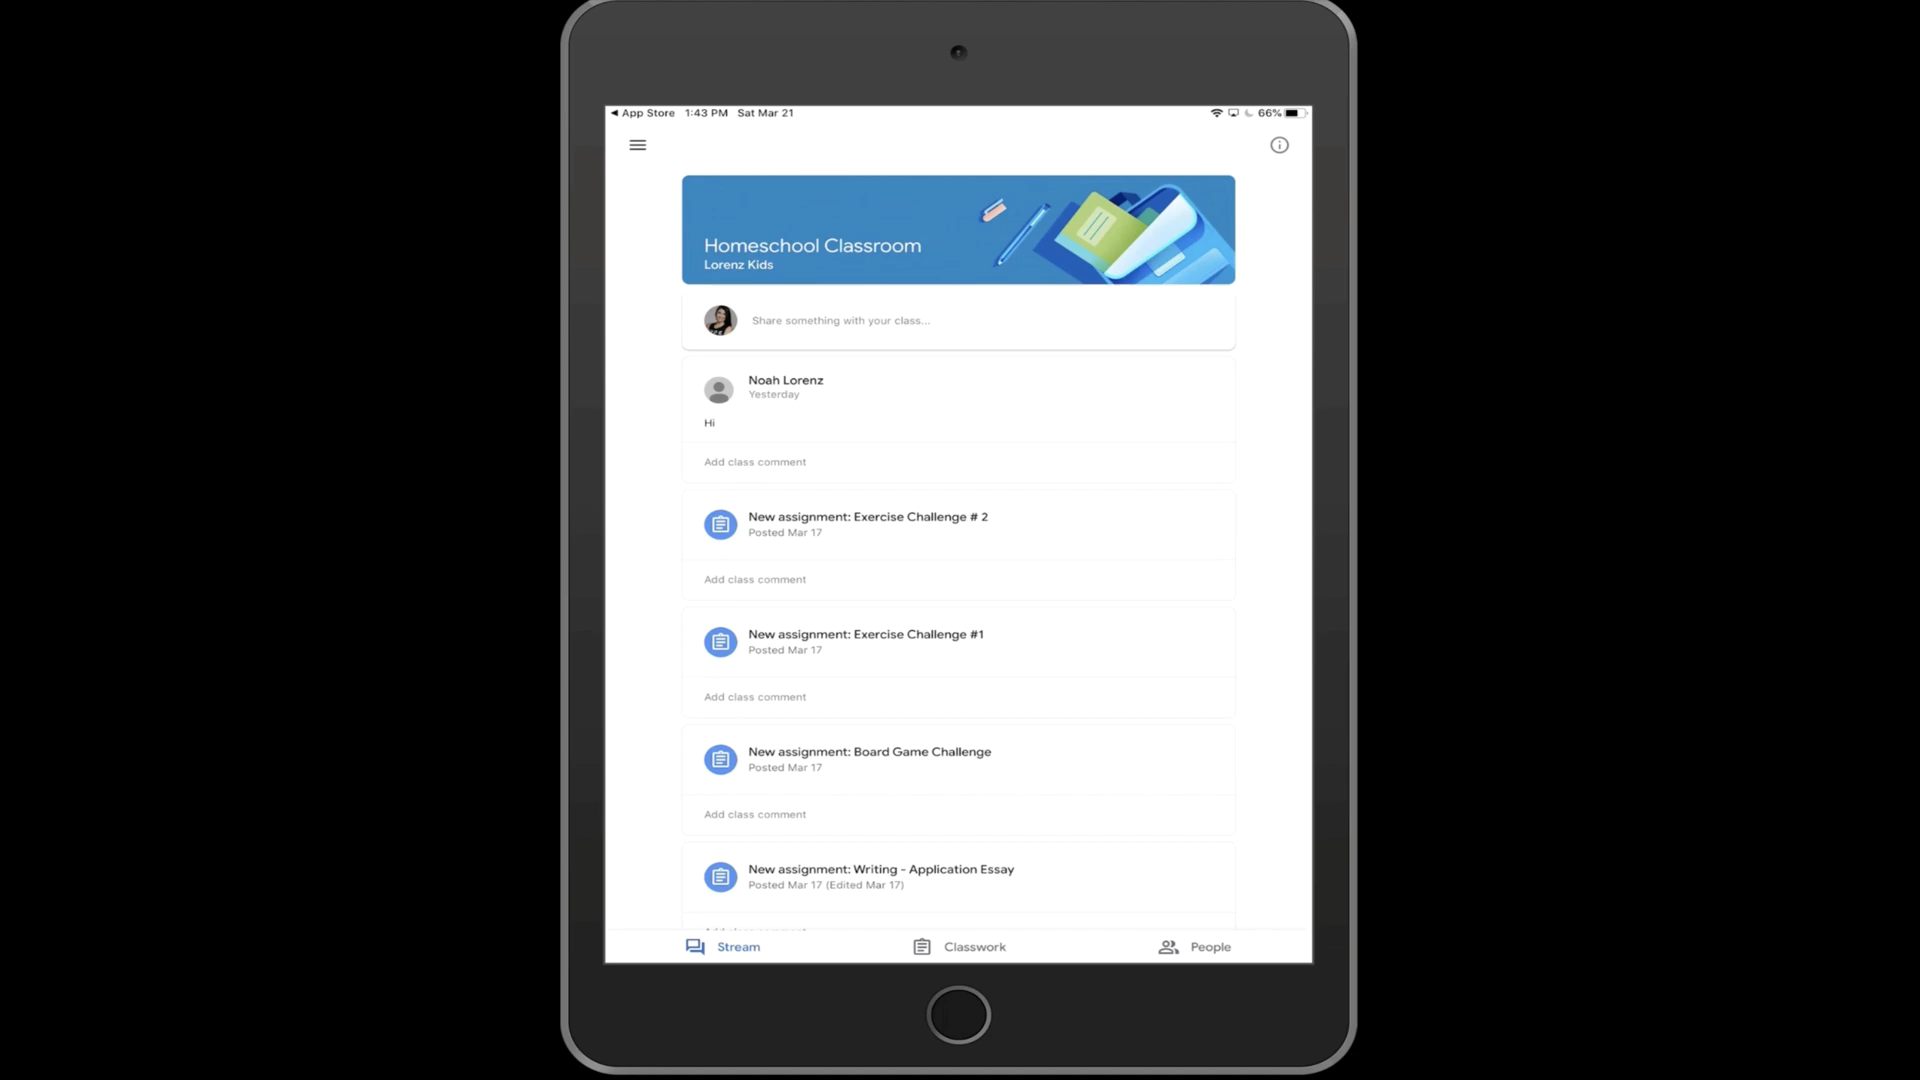 App Store 1:43 PM Sat Mar 21 66%
Homeschool Classroom
Lorenz Kids
Share something with your class...
Noah Lorenz
Yesterday
Hi
Add class comment
New assignment: Exercise Challenge # 2
Posted Mar 17
Add class comment
New assignment: Exercise Challenge #1
Posted Mar 17
Add class comment
New assignment: Board Game Challenge
Posted Mar 17
Add class comment
New assignment: Writing - Application Essay
Posted Mar 17 (Edited Mar 17)
Stream Classwork People